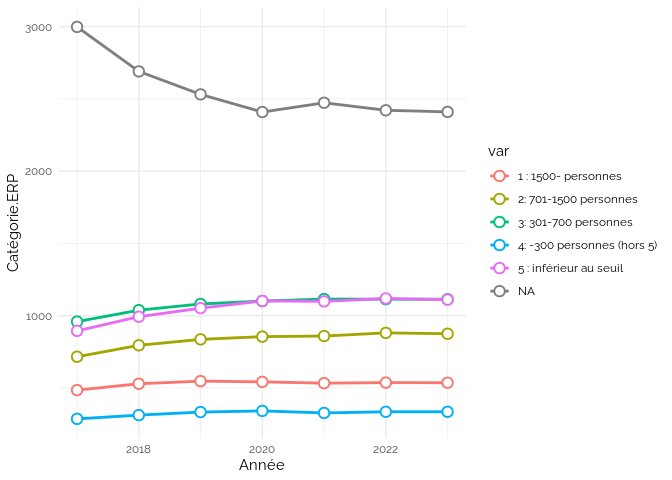 3000
2000
1000
Catégorie.ERP
2018
2020
2022
Année
var
1 : 1500- personnes
2: 701-1500 personnes
3: 301-700 personnes
4: -300 personnes (hors 5)
5 : inférieur au seuil
NA